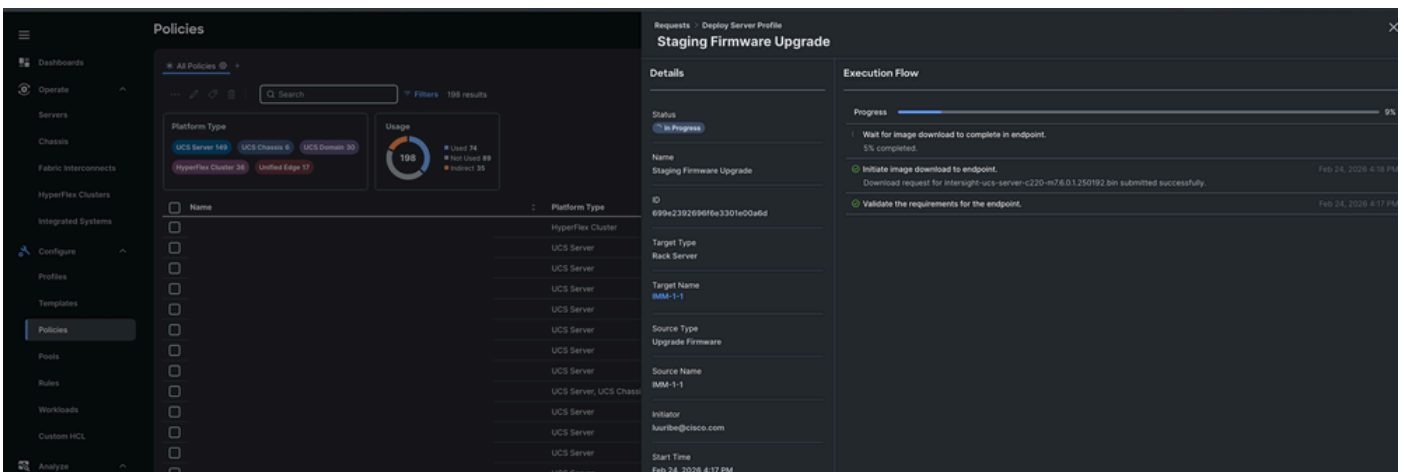 Policies
Dashboards
Operate
Servers
Chassis
Fabric Interconnects
HyperFlex Clusters
Integrated Systems
Configure
Profiles
Templates
Policies
Pools
Rules
Workloads
Custom HCL
Analyze
All Policies
Search
Filters 198 results
Platform Type
UCS Server 149 UCS Chassis 6 UCS Domain 30
HyperFlex Cluster 36 Unified Edge 17
Usage
198
Used 74
Not Used 89
Indirect 35
Name Platform Type
HyperFlex Cluster
UCS Server
UCS Server
UCS Server
UCS Server
UCS Server
UCS Server
UCS Server
UCS Server, UCS Chassi
UCS Server
UCS Server
UCS Server
Requests > Deploy Server Profile
Staging Firmware Upgrade
Details
Status
In Progress
Name
Staging Firmware Upgrade
ID
699e2392696f6e3301e00a6d
Target Type
Rack Server
Target Name
IMM-1-1
Source Type
Upgrade Firmware
Source Name
IMM-1-1
Initiator
luuribe@cisco.com
Start Time
Feb 24, 2026 4:17 PM
Execution Flow
Progress 9%
Wait for image download to complete in endpoint.
5% completed.
Initiate image download to endpoint. Feb 24, 2026 4:18 PM
Download request for intersight-ucs-server-c220-m7.6.0.1.250192.bin submitted successfully.
Validate the requirements for the endpoint. Feb 24, 2026 4:17 PM